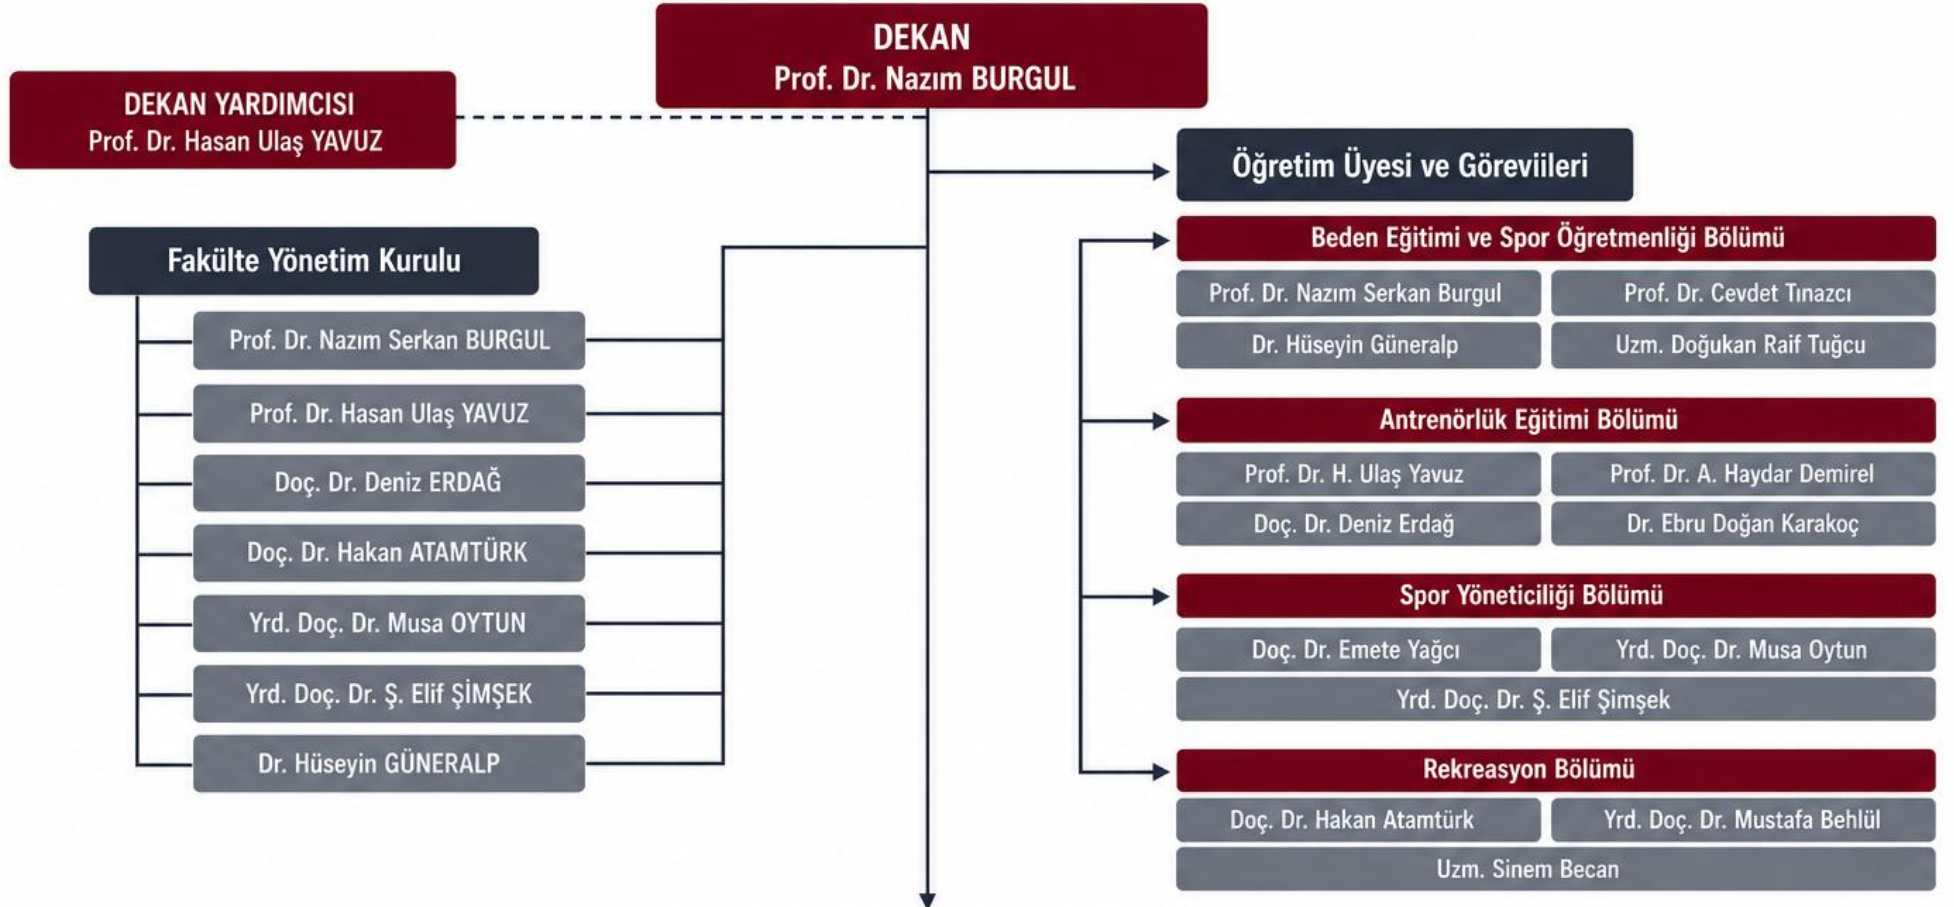 DEKAN
Prof. Dr. Nazım BURGUL
DEKAN YARDIMCISI
Prof. Dr. Hasan Ulaş YAVUZ
Fakülte Yönetim Kurulu
Prof. Dr. Nazım Serkan BURGUL
Prof. Dr. Hasan Ulaş YAVUZ
Doç. Dr. Deniz ERDAĞ
Doç. Dr. Hakan ATAMTÜRK
Yrd. Doç. Dr. Musa OYTUN
Yrd. Doç. Dr. Ş. Elif ŞİMŞEK
Dr. Hüseyin GÜNERALP
Öğretim Üyesi ve Göreviileri
Beden Eğitimi ve Spor Öğretmenliği Bölümü
Prof. Dr. Nazım Serkan Burgul
Prof. Dr. Cevdet Tınazcı
Dr. Hüseyin Güneralp
Uzm. Doğukan Raif Tuğcu
Antrenörlük Eğitimi Bölümü
Prof. Dr. H. Ulaş Yavuz
Prof. Dr. A. Haydar Demirel
Doç. Dr. Deniz Erdağ
Dr. Ebru Doğan Karakoç
Spor Yöneticiliği Bölümü
Doç. Dr. Emete Yağcı
Yrd. Doç. Dr. Musa Oytun
Yrd. Doç. Dr. Ş. Elif Şimşek
Rekreasyon Bölümü
Doç. Dr. Hakan Atamtürk
Yrd. Doç. Dr. Mustafa Behlül
Uzm. Sinem Becan